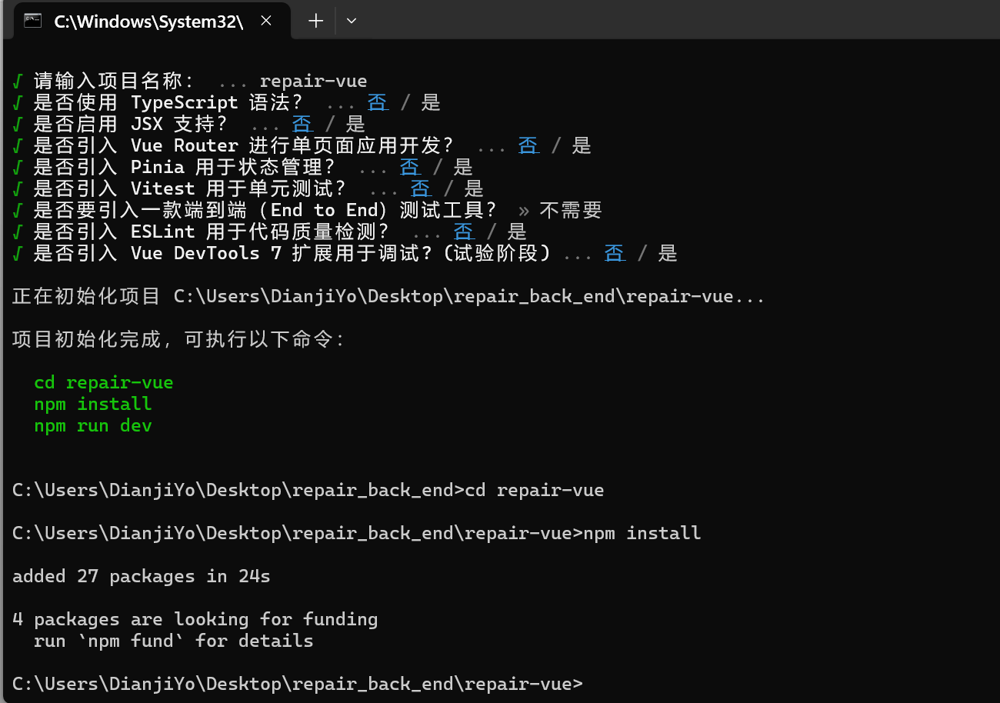 C:\Windows\System32\
√ 请输入项目名称： ... repair-vue
√ 是否使用 TypeScript 语法？ ... 否 / 是
√ 是否启用 JSX 支持？ ... 否 / 是
√ 是否引入 Vue Router 进行单页面应用开发？ ... 否 / 是
√ 是否引入 Pinia 用于状态管理？ ... 否 / 是
√ 是否引入 Vitest 用于单元测试？ ... 否 / 是
√ 是否要引入一款端到端（End to End）测试工具？ » 不需要
√ 是否引入 ESLint 用于代码质量检测？ ... 否 / 是
√ 是否引入 Vue DevTools 7 扩展用于调试？(试验阶段) ... 否 / 是
正在初始化项目 C:\Users\DianjiYo\Desktop\repair_back_end\repair-vue...
项目初始化完成，可执行以下命令：
cd repair-vue
npm install
npm run dev
C:\Users\DianjiYo\Desktop\repair_back_end>cd repair-vue
C:\Users\DianjiYo\Desktop\repair_back_end\repair-vue>npm install
added 27 packages in 24s
4 packages are looking for funding
run `npm fund` for details
C:\Users\DianjiYo\Desktop\repair_back_end\repair-vue>